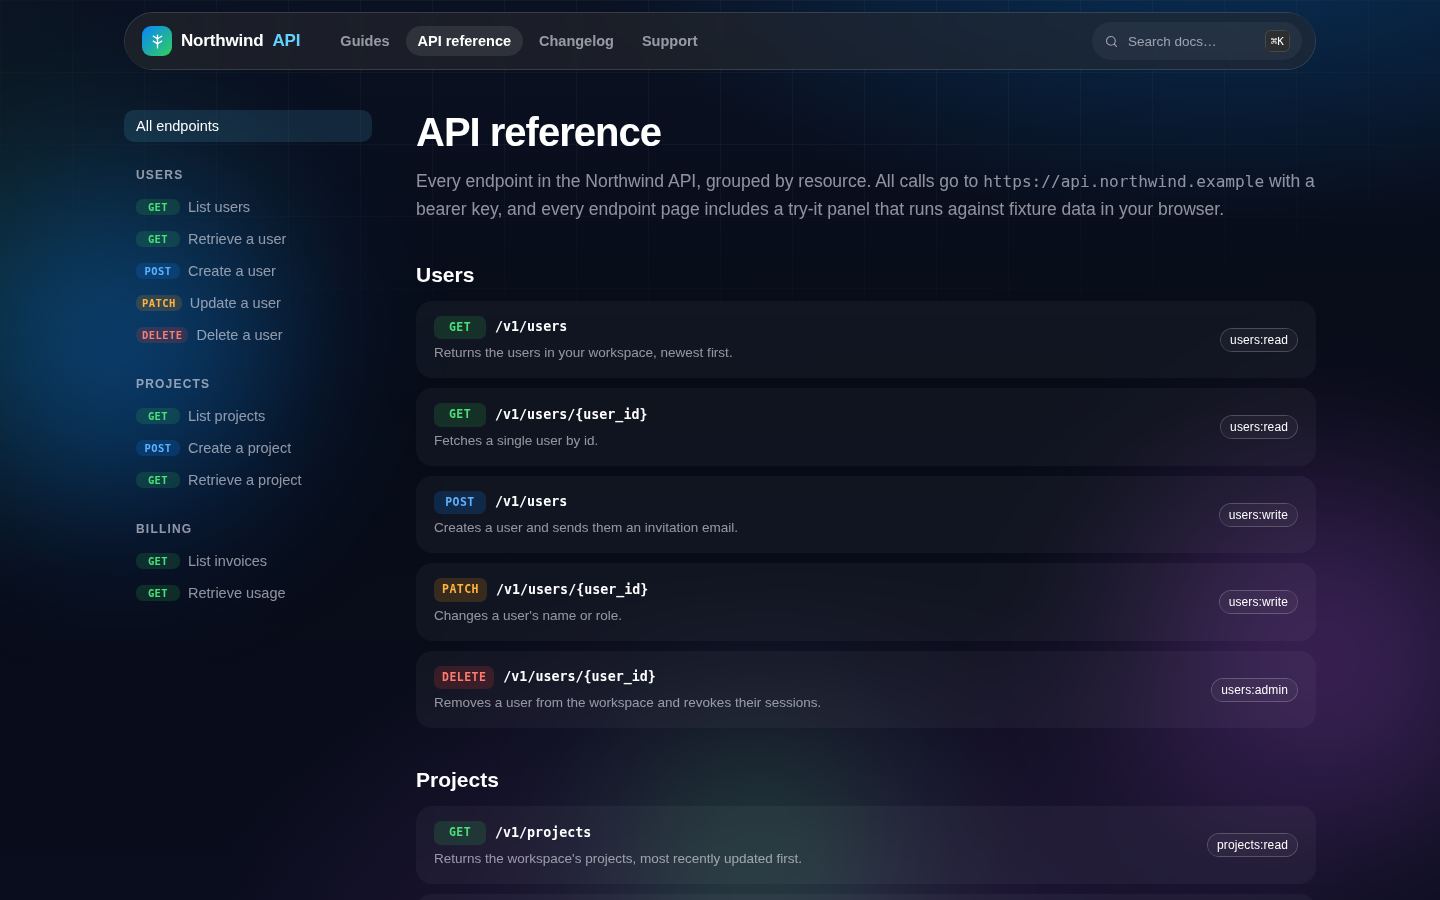 Northwind API
Guides
API reference
Changelog
Support
Search docs…
⌘K
All endpoints
USERS
GET List users
GET Retrieve a user
POST Create a user
PATCH Update a user
DELETE Delete a user
PROJECTS
GET List projects
POST Create a project
GET Retrieve a project
BILLING
GET List invoices
GET Retrieve usage
API reference
Every endpoint in the Northwind API, grouped by resource. All calls go to https://api.northwind.example with a
bearer key, and every endpoint page includes a try-it panel that runs against fixture data in your browser.
Users
GET /v1/users
Returns the users in your workspace, newest first.
users:read
GET /v1/users/{user_id}
Fetches a single user by id.
users:read
POST /v1/users
Creates a user and sends them an invitation email.
users:write
PATCH /v1/users/{user_id}
Changes a user's name or role.
users:write
DELETE /v1/users/{user_id}
Removes a user from the workspace and revokes their sessions.
users:admin
Projects
GET /v1/projects
Returns the workspace's projects, most recently updated first.
projects:read